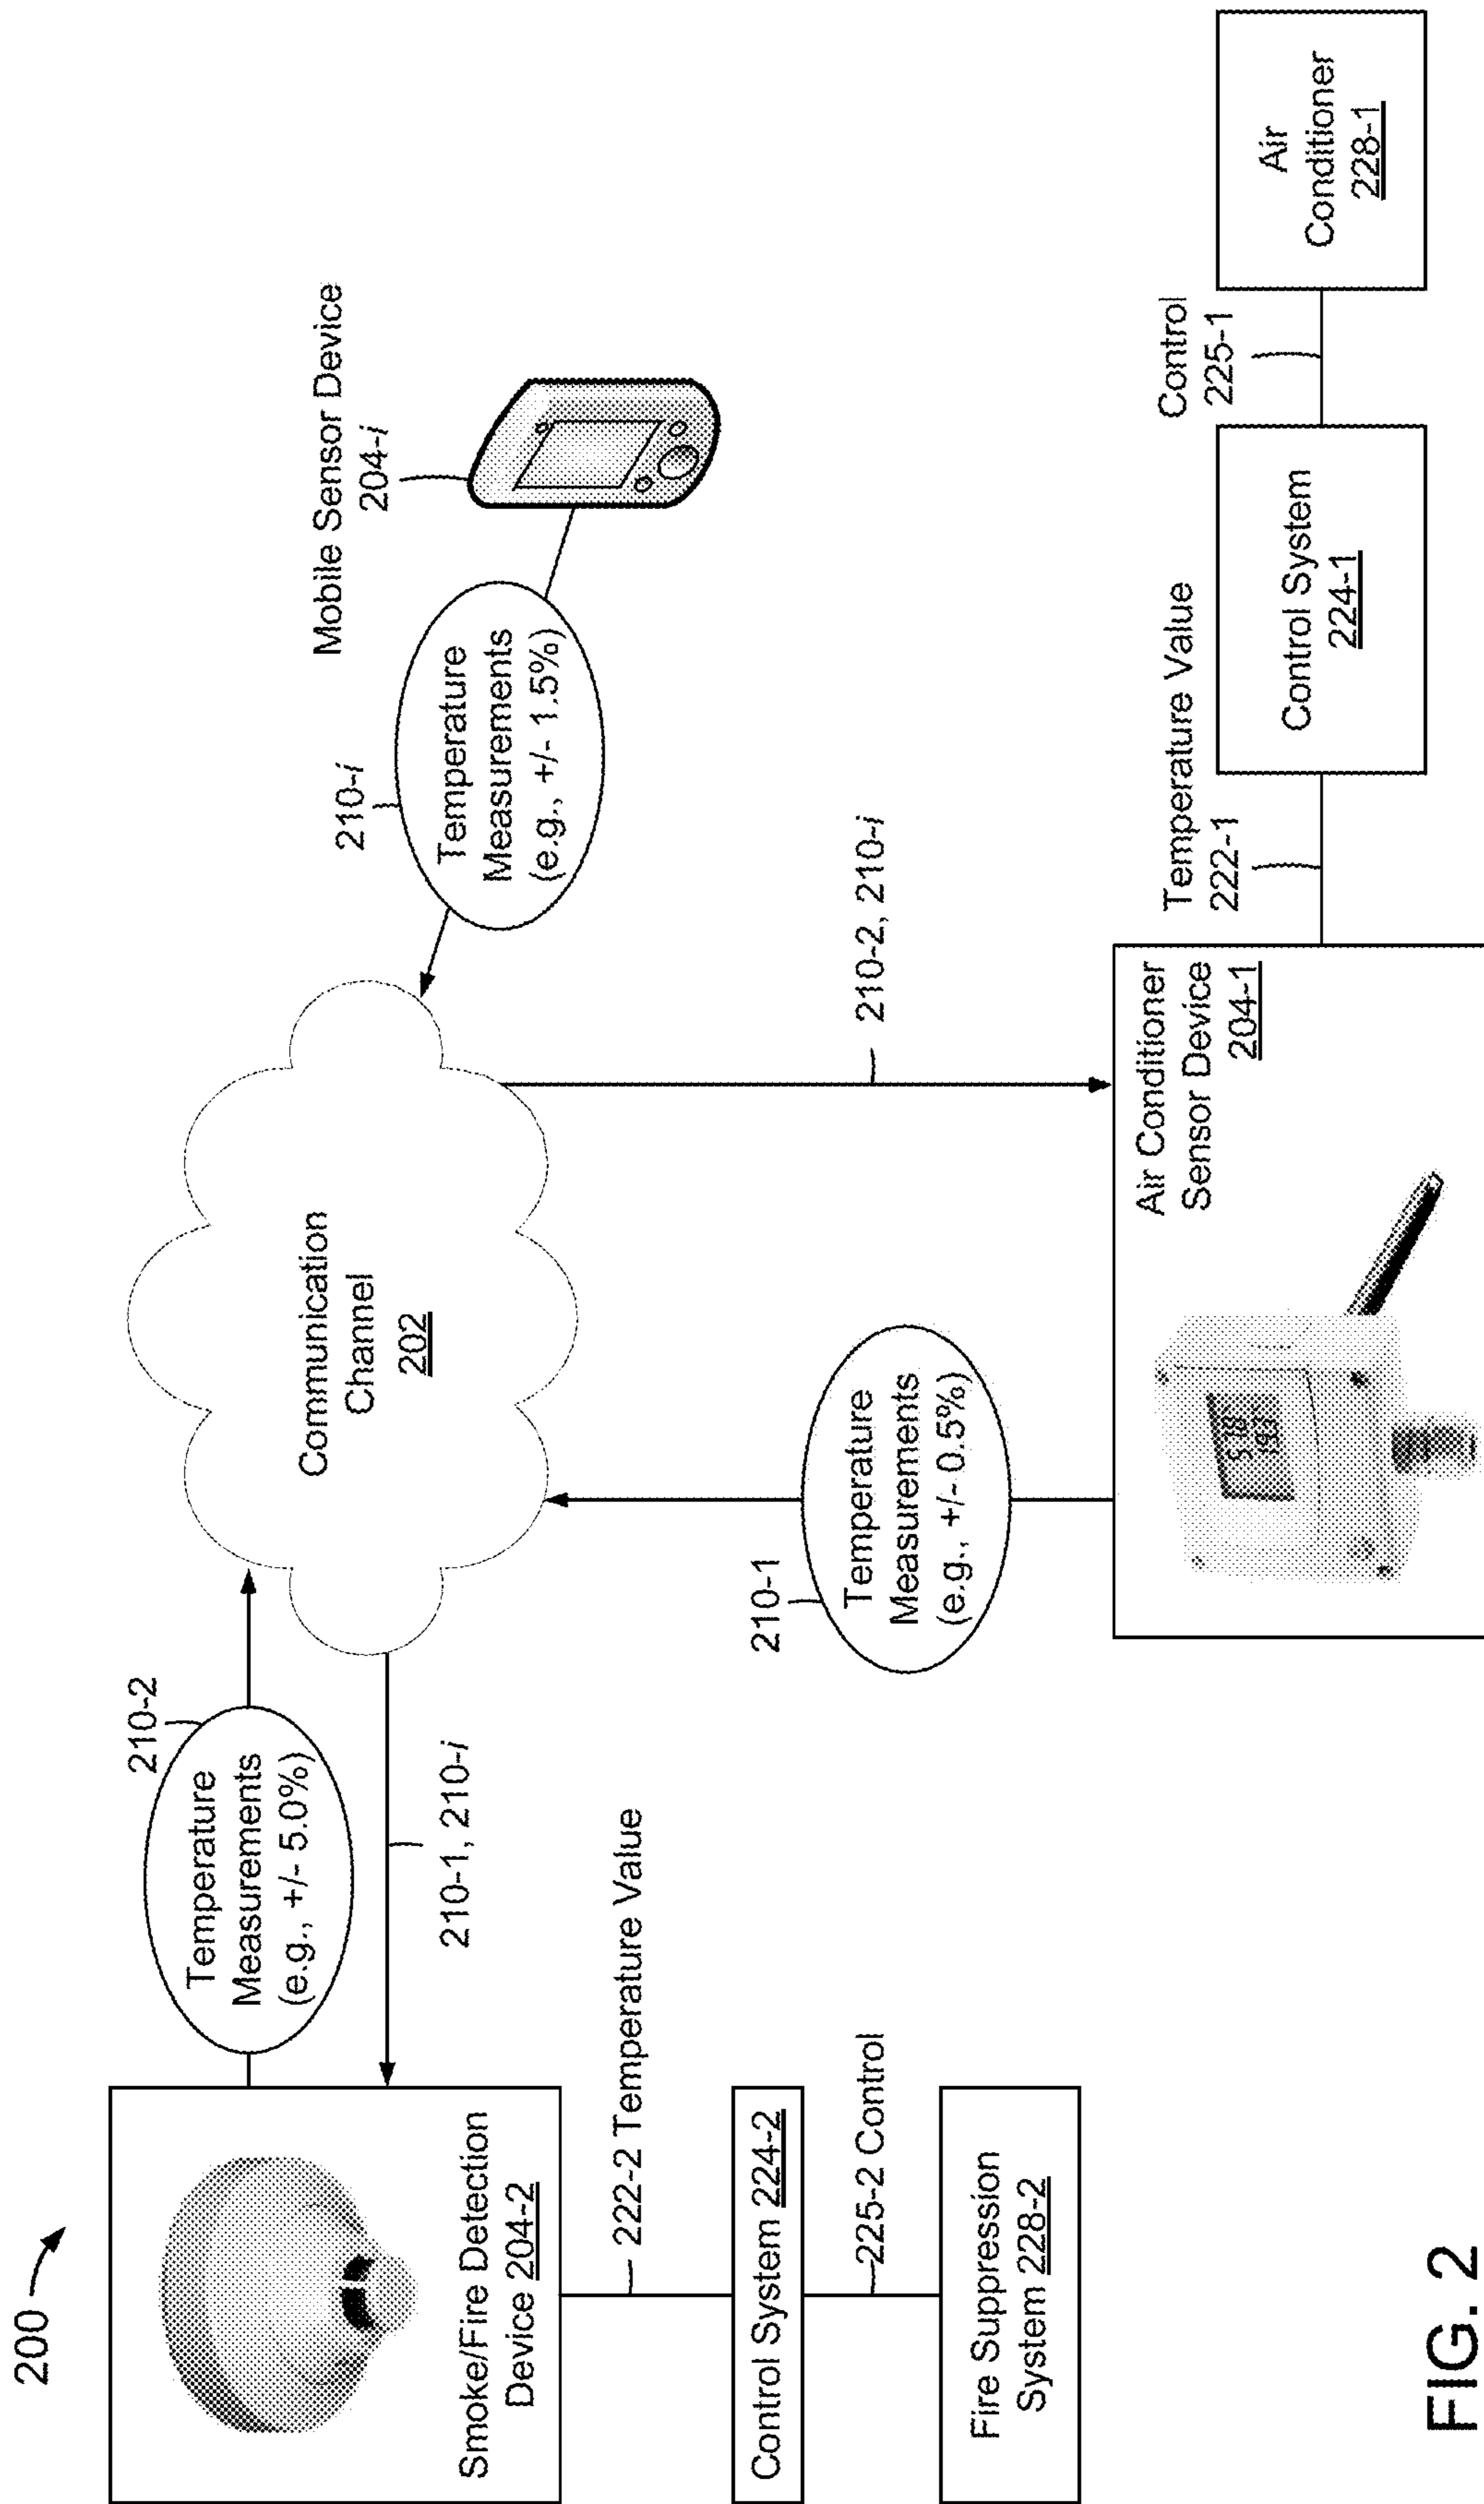 200
Smoke/Fire Detection
Device 204-2
222-2 Temperature Value
Control System 224-2
225-2 Control
Fire Suppression
System 228-2
210-2
Temperature
Measurements
(e.g., +/- 5.0%)
210-1, 210-i
Communication
Channel
202
210-1
Temperature
Measurements
(e.g., +/- 0.5%)
210-i
Temperature
Measurements
(e.g., +/- 1.5%)
Mobile Sensor Device
204-i
210-2, 210-i
Air Conditioner
Sensor Device
204-1
Temperature Value
222-1
Control System
224-1
Control
225-1
Air
Conditioner
228-1
FIG. 2